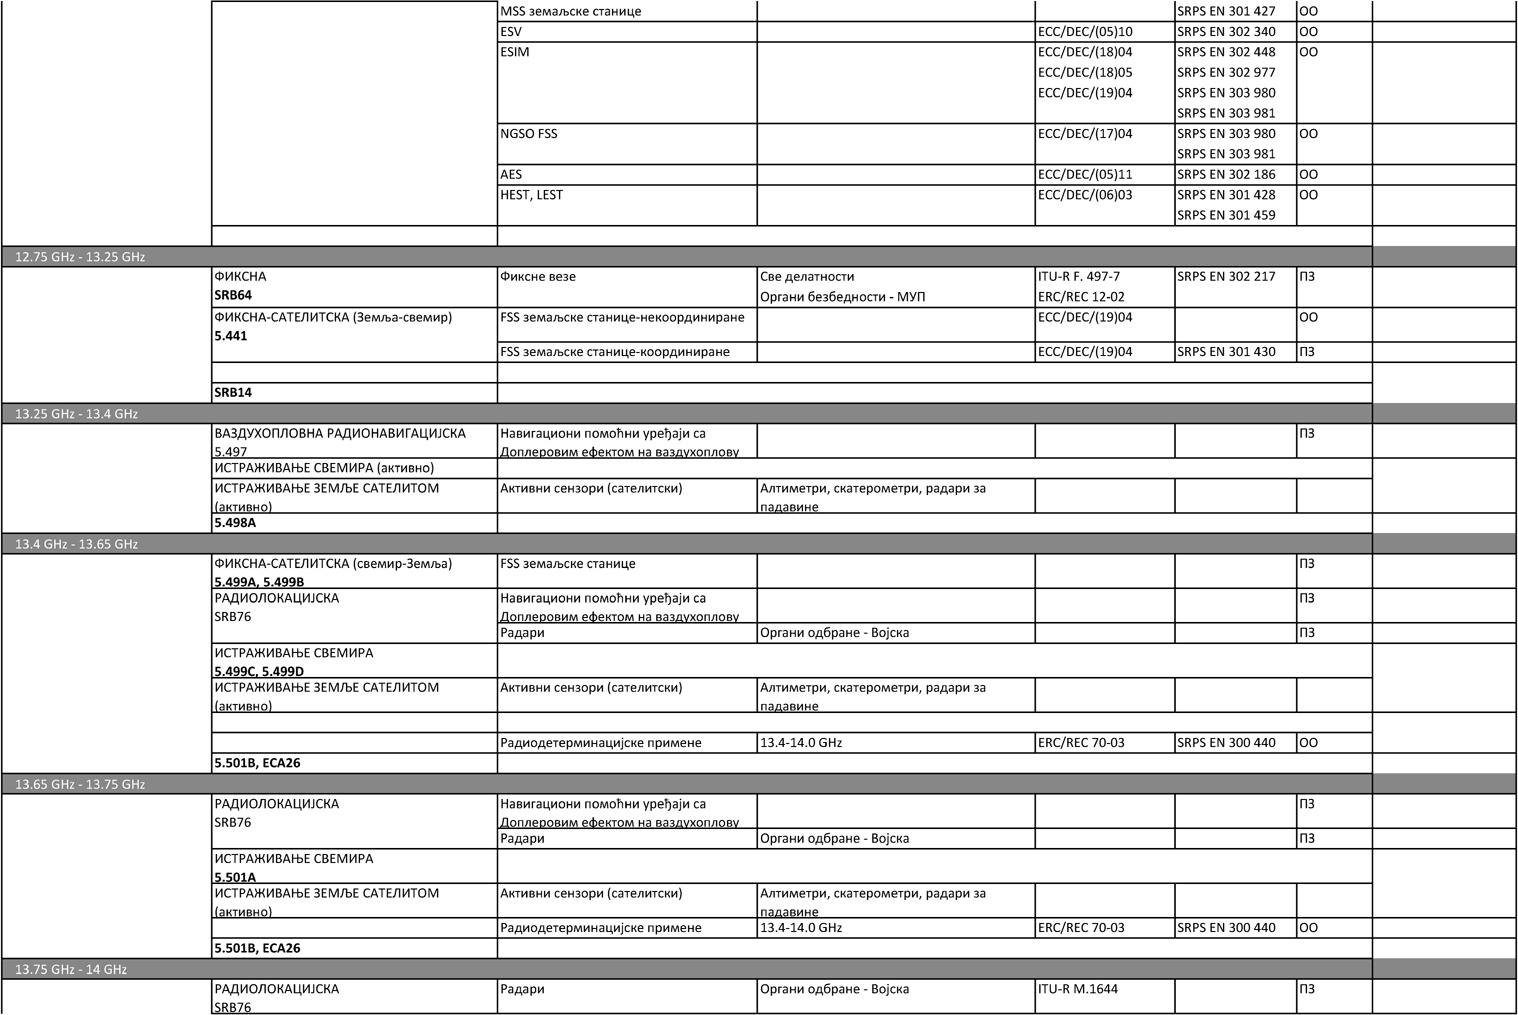 MSS земаљске станице SRPS EN 301 427 ОО
ESV ECC/DEC/(05)10 SRPS EN 302 340 ОО
ESIM ECC/DEC/(18)04 SRPS EN 302 448 ОО
ECC/DEC/(18)05 SRPS EN 302 977
ECC/DEC/(19)04 SRPS EN 303 980
SRPS EN 303 981
NGSO FSS ECC/DEC/(17)04 SRPS EN 303 980 ОО
SRPS EN 303 981
AES ECC/DEC/(05)11 SRPS EN 302 186 ОО
HEST, LEST ECC/DEC/(06)03 SRPS EN 301 428 ОО
SRPS EN 301 459
12.75 GHz - 13.25 GHz
ФИКСНА Фиксне везе Све делатности ITU-R F. 497-7 SRPS EN 302 217 ПЗ
SRB64 Органи безбедности - МУП ERC/REC 12-02
ФИКСНА-САТЕЛИТСКА (Земља-свемир) FSS земаљске станице-некоординиране ECC/DEC/(19)04 ОО
5.441
FSS земаљске станице-координиране ECC/DEC/(19)04 SRPS EN 301 430 ПЗ
SRB14
13.25 GHz - 13.4 GHz
ВАЗДУХОПЛОВНА РАДИОНАВИГАЦИЈСКА Навигациони помоћни уређаји са ПЗ
5.497 Доплеровим ефектом на ваздухоплову
ИСТРАЖИВАЊЕ СВЕМИРА (активно)
ИСТРАЖИВАЊЕ ЗЕМЉЕ САТЕЛИТОМ Активни сензори (сателитски) Алтиметри, скатерометри, радари за
(активно) падавине
5.498A
13.4 GHz - 13.65 GHz
ФИКСНА-САТЕЛИТСКА (свемир-Земља) FSS земаљске станице ПЗ
5.499A, 5.499B
РАДИОЛОКАЦИЈСКА Навигациони помоћни уређаји са ПЗ
SRB76 Доплеровим ефектом на ваздухоплову
Радари Органи одбране - Војска ПЗ
ИСТРАЖИВАЊЕ СВЕМИРА
5.499C, 5.499D
ИСТРАЖИВАЊЕ ЗЕМЉЕ САТЕЛИТОМ Активни сензори (сателитски) Алтиметри, скатерометри, радари за
(активно) падавине
Радиодетерминацијске примене 13.4-14.0 GHz ERC/REC 70-03 SRPS EN 300 440 ОО
5.501B, ECA26
13.65 GHz - 13.75 GHz
РАДИОЛОКАЦИЈСКА Навигациони помоћни уређаји са ПЗ
SRB76 Доплеровим ефектом на ваздухоплову
Радари Органи одбране - Војска ПЗ
ИСТРАЖИВАЊЕ СВЕМИРА
5.501A
ИСТРАЖИВАЊЕ ЗЕМЉЕ САТЕЛИТОМ Активни сензори (сателитски) Алтиметри, скатерометри, радари за
(активно) падавине
Радиодетерминацијске примене 13.4-14.0 GHz ERC/REC 70-03 SRPS EN 300 440 ОО
5.501B, ECA26
13.75 GHz - 14 GHz
РАДИОЛОКАЦИЈСКА Радари Органи одбране - Војска ITU-R M.1644 ПЗ
SRB76